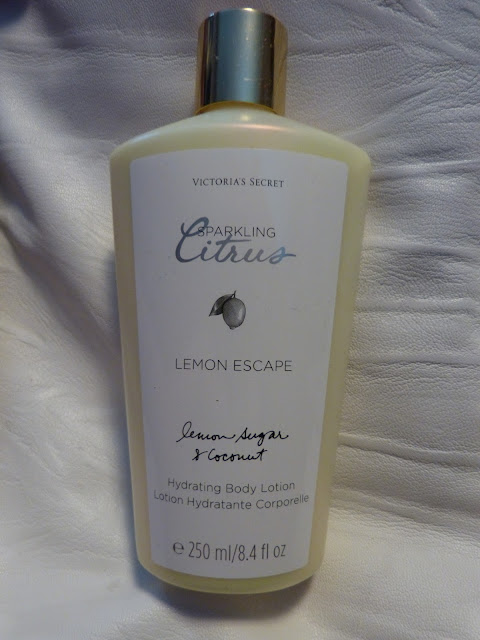 VICTORIA'S SECRET
SPARKLING
Citrus
LEMON ESCAPE
lemon sugar
& coconut
Hydrating Body Lotion
Lotion Hydratante Corporelle
℮ 250 ml/8.4 fl oz